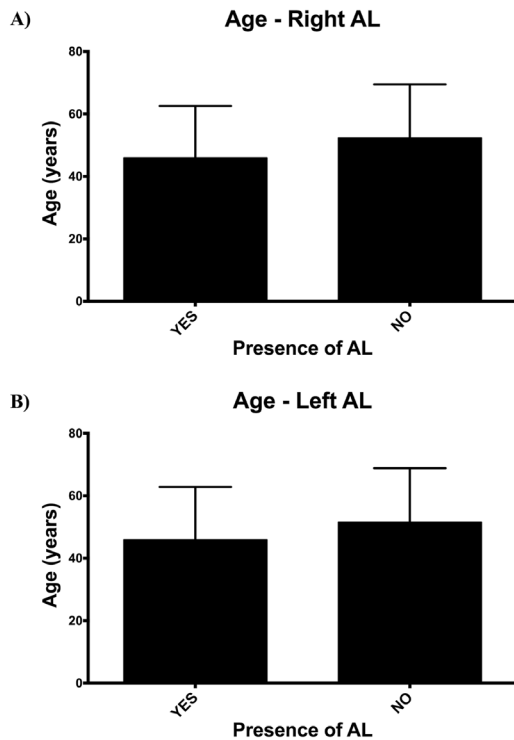 A)
Age - Right AL
Age (years)
80
60
40
20
0
YES
NO
Presence of AL
B)
Age - Left AL
Age (years)
80
60
40
20
0
YES
NO
Presence of AL